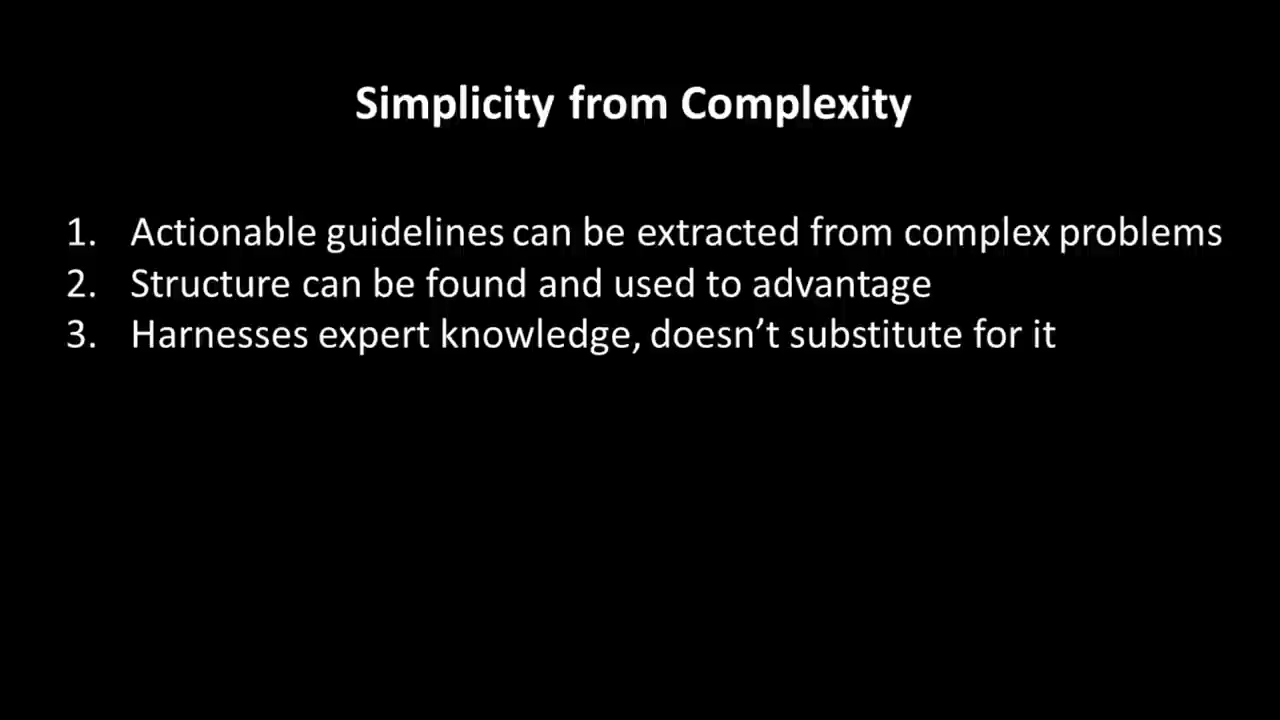 Simplicity from Complexity
1. Actionable guidelines can be extracted from complex problems
2. Structure can be found and used to advantage
3. Harnesses expert knowledge, doesn’t substitute for it